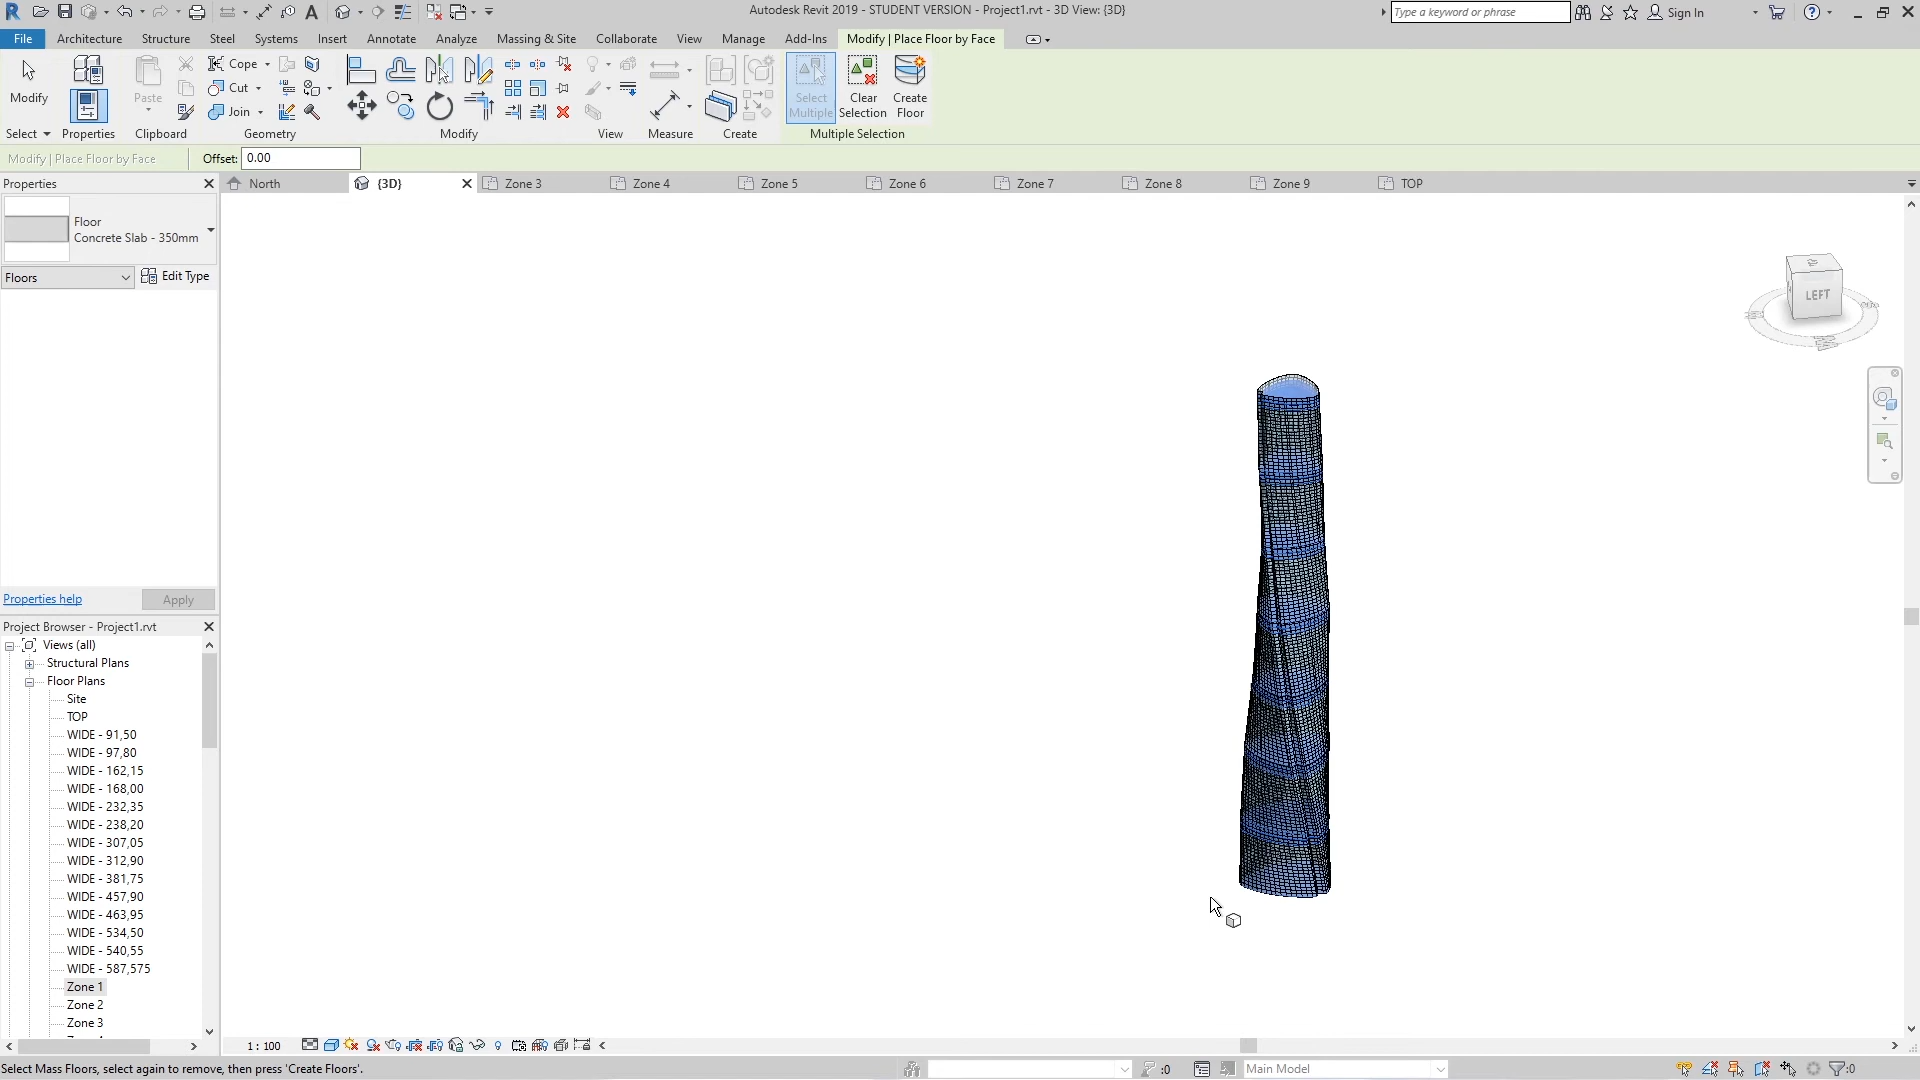 Autodesk Revit 2019 - STUDENT VERSION - Project1.rvt - 3D View: {3D}
Type a keyword or phrase
Sign In
File
Architecture
Structure
Steel
Systems
Insert
Annotate
Analyze
Massing & Site
Collaborate
View
Manage
Add-Ins
Modify | Place Floor by Face
Modify
Paste
Cope
Cut
Join
Select Multiple
Clear Selection
Create Floor
Select
Properties
Clipboard
Geometry
Modify
View
Measure
Create
Multiple Selection
Modify | Place Floor by Face
Offset: 0.00
Properties
North
{3D}
Zone 3
Zone 4
Zone 5
Zone 6
Zone 7
Zone 8
Zone 9
TOP
Floor
Concrete Slab - 350mm
Floors
Edit Type
LEFT
Properties help
Apply
Project Browser - Project1.rvt
Views (all)
Structural Plans
Floor Plans
Site
TOP
WIDE - 91,50
WIDE - 97,80
WIDE - 162,15
WIDE - 168,00
WIDE - 232,35
WIDE - 238,20
WIDE - 307,05
WIDE - 312,90
WIDE - 381,75
WIDE - 457,90
WIDE - 463,95
WIDE - 534,50
WIDE - 540,55
WIDE - 587,575
Zone 1
Zone 2
Zone 3
1 : 100
Select Mass Floors, select again to remove, then press 'Create Floors'.
:0
Main Model
:0